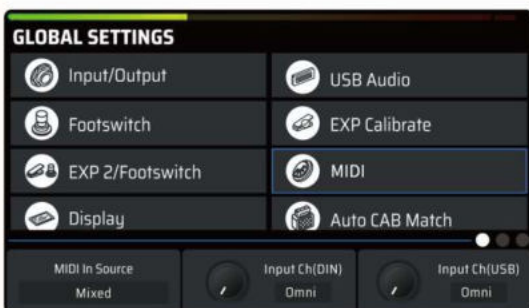 GLOBAL SETTINGS
Input/Output
USB Audio
Footswitch
EXP Calibrate
EXP 2/Footswitch
MIDI
Display
Auto CAB Match
MIDI In Source
Input Ch(DIN)
Input Ch(USB)
Mixed
Omni
Omni